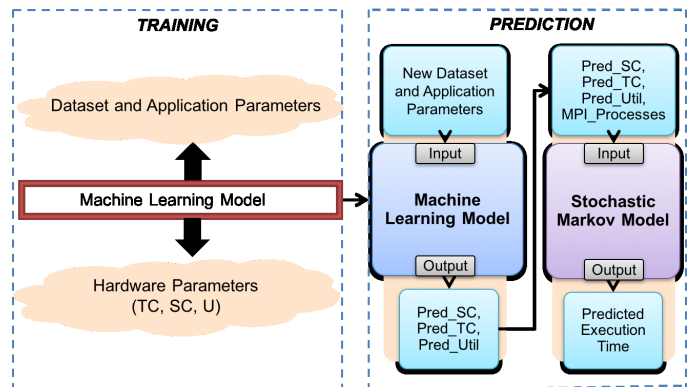 TRAINING
Dataset and Application Parameters
Machine Learning Model
Hardware Parameters
(TC, SC, U)
PREDICTION
New Dataset
and Application
Parameters
Input
Machine
Learning Model
Output
Pred_SC,
Pred_TC,
Pred_Util
Pred_SC,
Pred_TC,
Pred_Util,
MPI_Processes
Input
Stochastic
Markov Model
Output
Predicted
Execution
Time